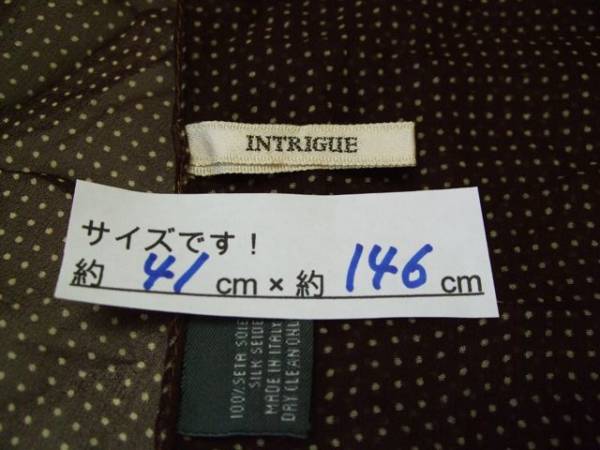 INTRIGUE
サイズです！
約 41 cm × 約 146 cm
100%SETA SOIE
SILK SEIDE
MADE IN ITALY
DRY CLEAN ONLY